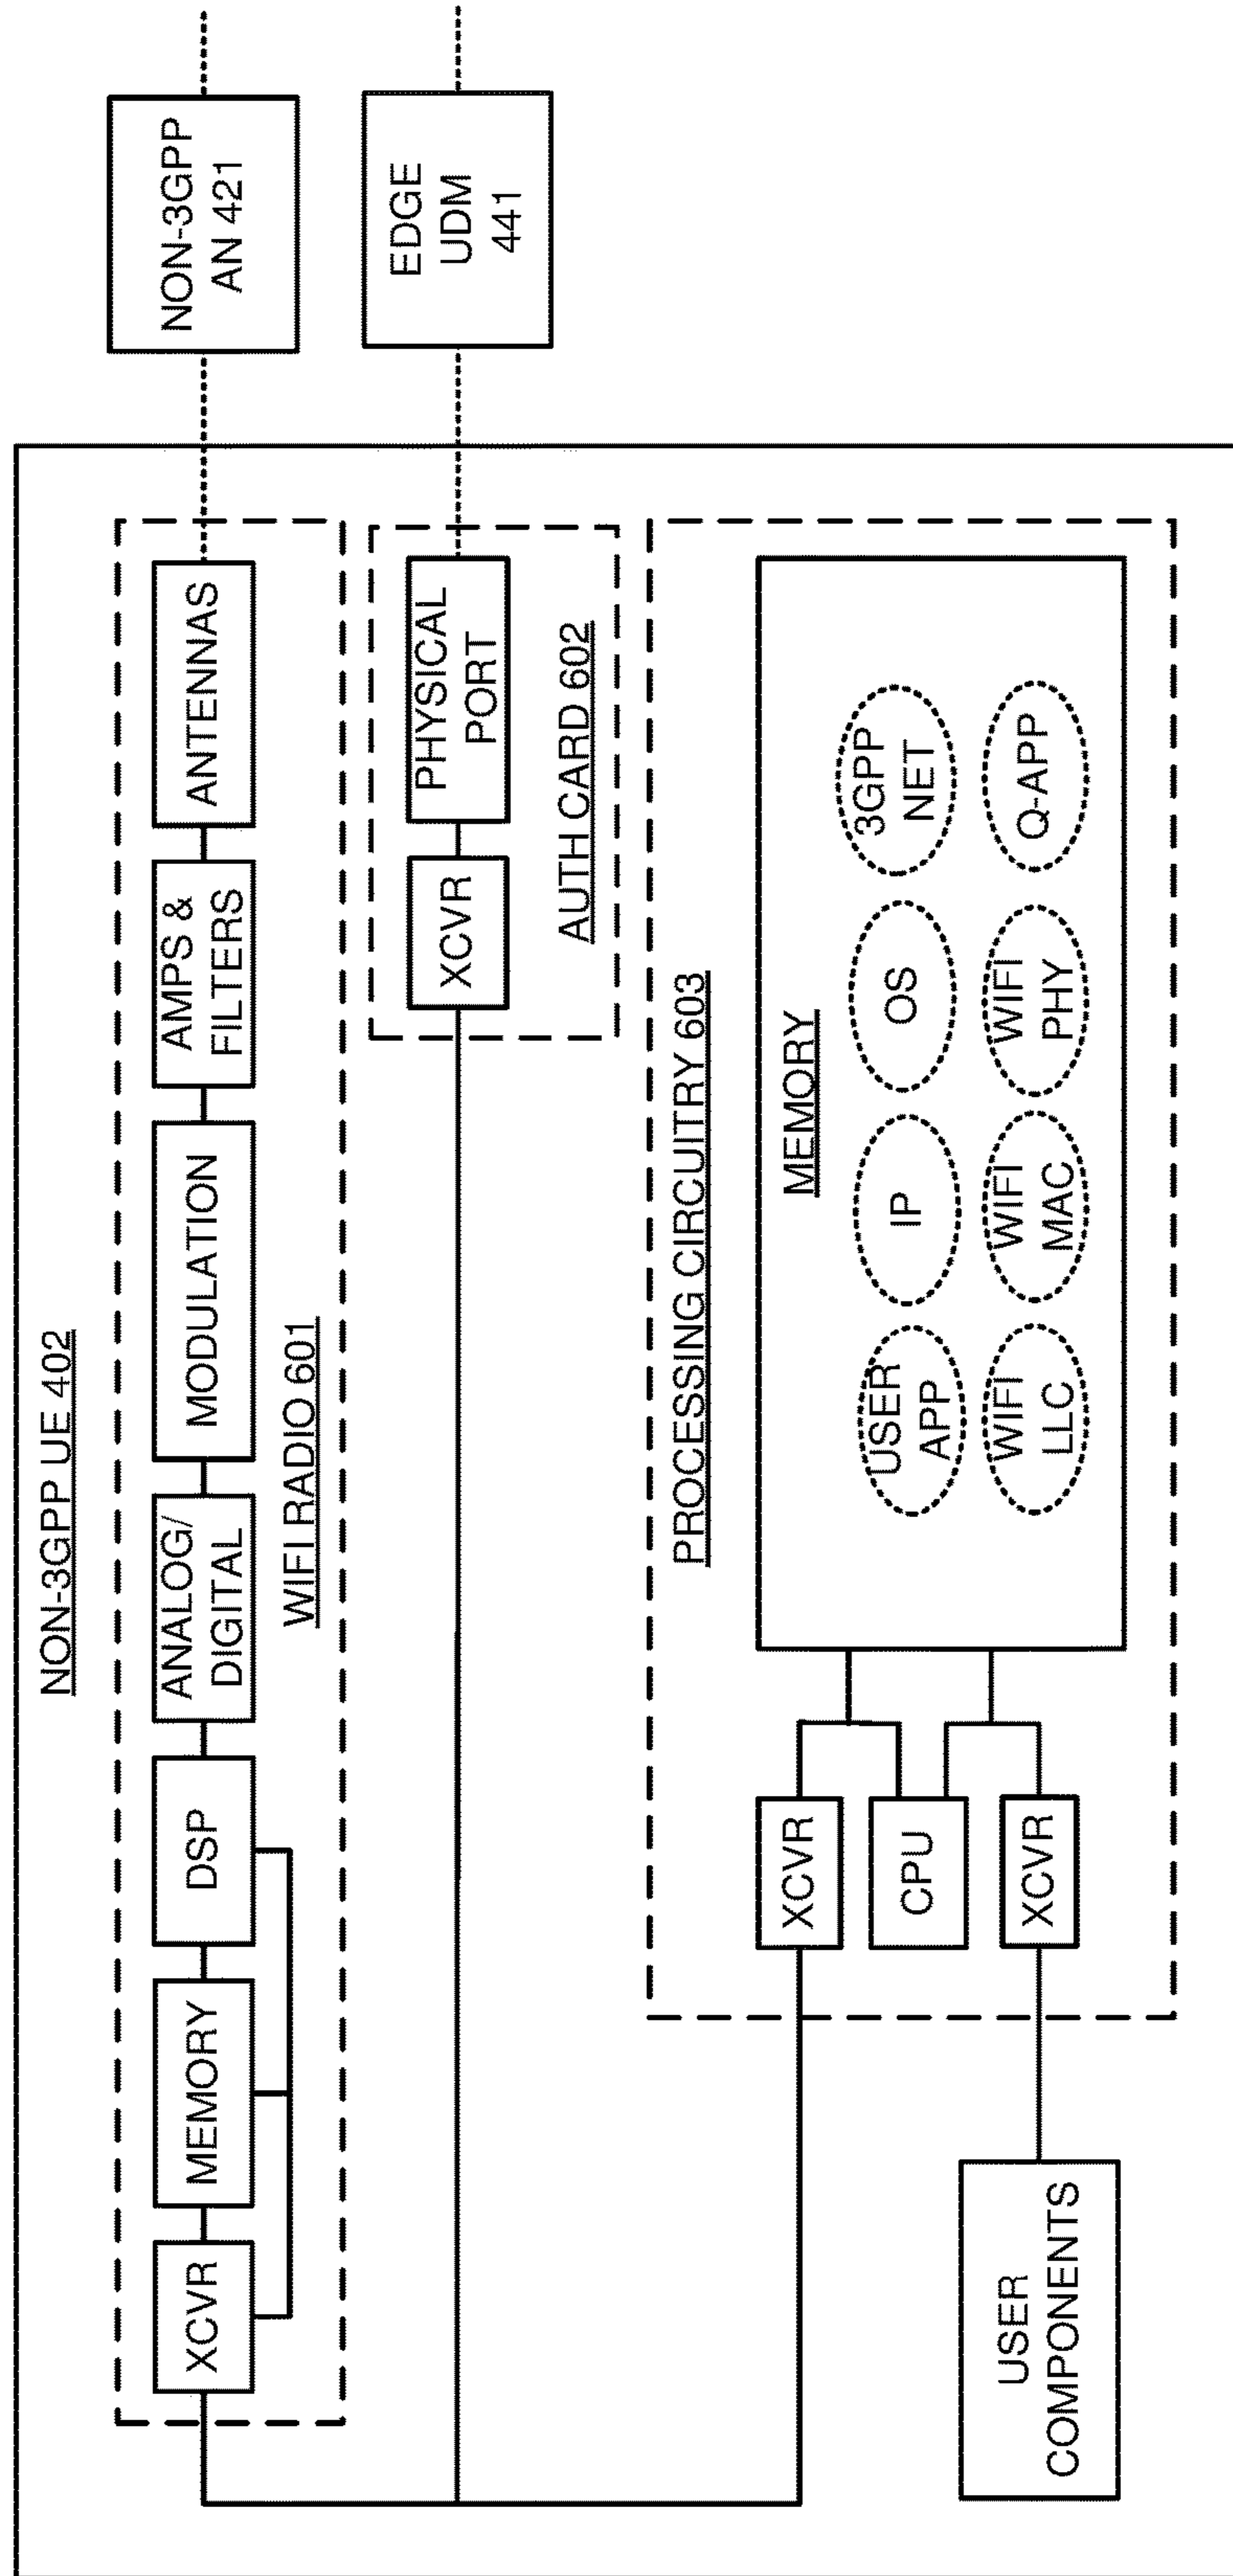 NON-3GPP UE 402
XCVR
MEMORY
DSP
ANALOG/
DIGITAL
MODULATION
AMPS &
FILTERS
ANTENNAS
WIFI RADIO 601
NON-3GPP
AN 421
XCVR
PHYSICAL
PORT
AUTH CARD 602
EDGE
UDM
441
PROCESSING CIRCUITRY 603
XCVR
CPU
XCVR
MEMORY
USER
APP
IP
OS
3GPP
NET
WIFI
LLC
WIFI
MAC
WIFI
PHY
Q-APP
USER
COMPONENTS